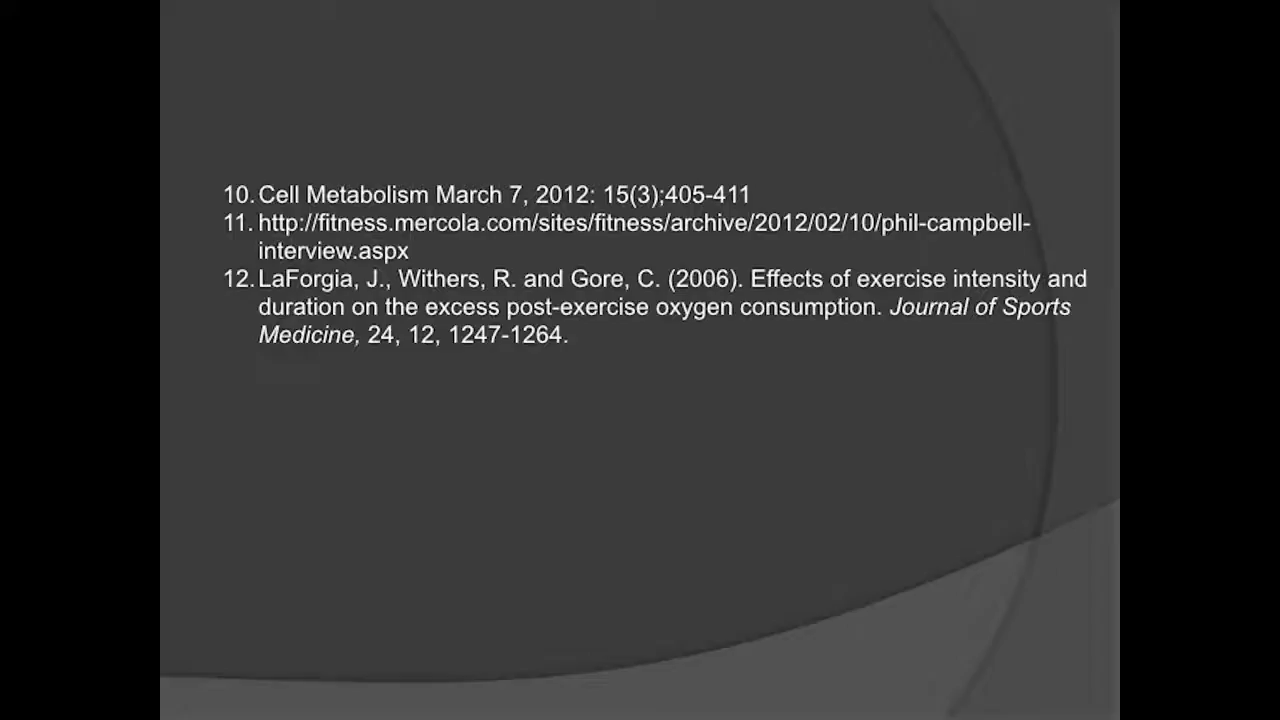 10. Cell Metabolism March 7, 2012: 15(3);405-411
11. http://fitness.mercola.com/sites/fitness/archive/2012/02/10/phil-campbell-
interview.aspx
12. LaForgia, J., Withers, R. and Gore, C. (2006). Effects of exercise intensity and
duration on the excess post-exercise oxygen consumption. Journal of Sports
Medicine, 24, 12, 1247-1264.